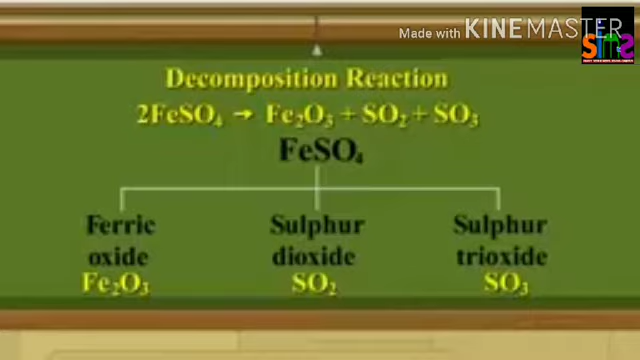 Made with KINEMASTER
SIMS
Decomposition Reaction
2FeSO₄ → Fe₂O₃ + SO₂ + SO₃
FeSO₄
Ferric oxide Fe₂O₃
Sulphur dioxide SO₂
Sulphur trioxide SO₃